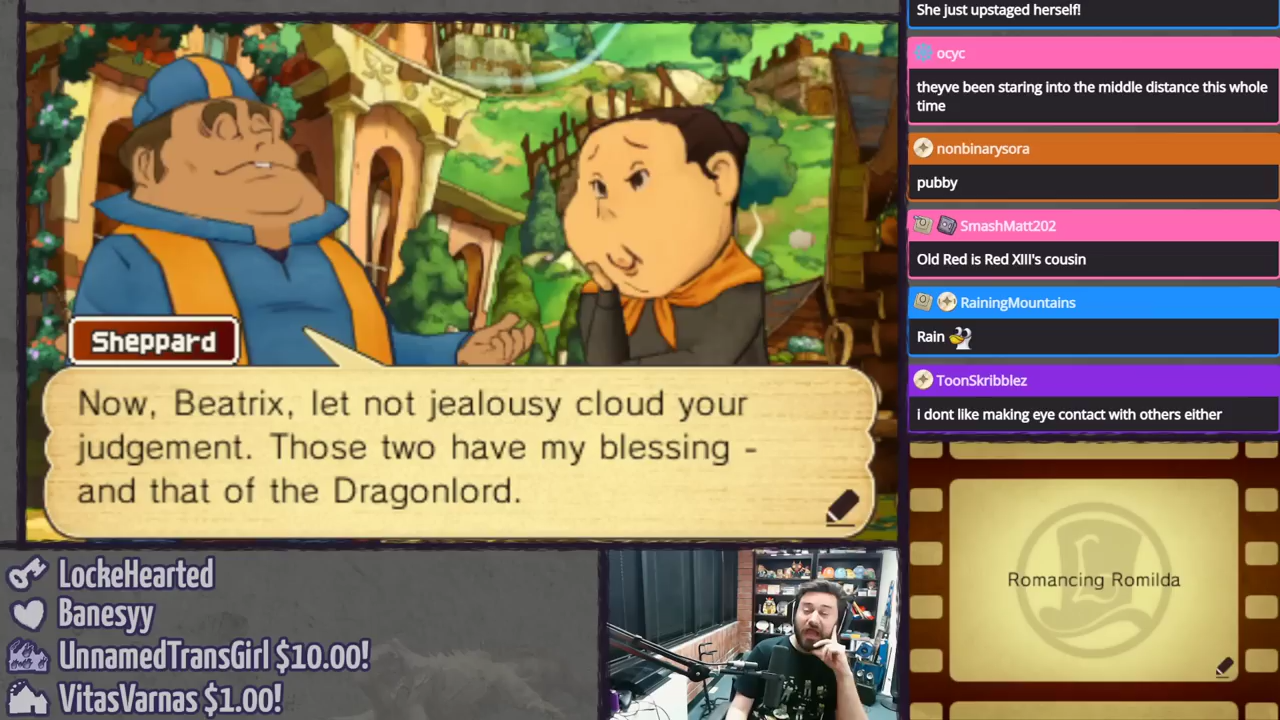 She just upstaged herself!
ocyc
theyve been staring into the middle distance this whole
time
nonbinarysora
pubby
SmashMatt202
Old Red is Red XIII's cousin
RainingMountains
Rain
ToonSkribblez
i dont like making eye contact with others either
Sheppard
Now, Beatrix, let not jealousy cloud your
judgement. Those two have my blessing -
and that of the Dragonlord.
Romancing Romilda
LockeHearted
Banesyy
UnnamedTransGirl $10.00!
VitasVarnas $1.00!